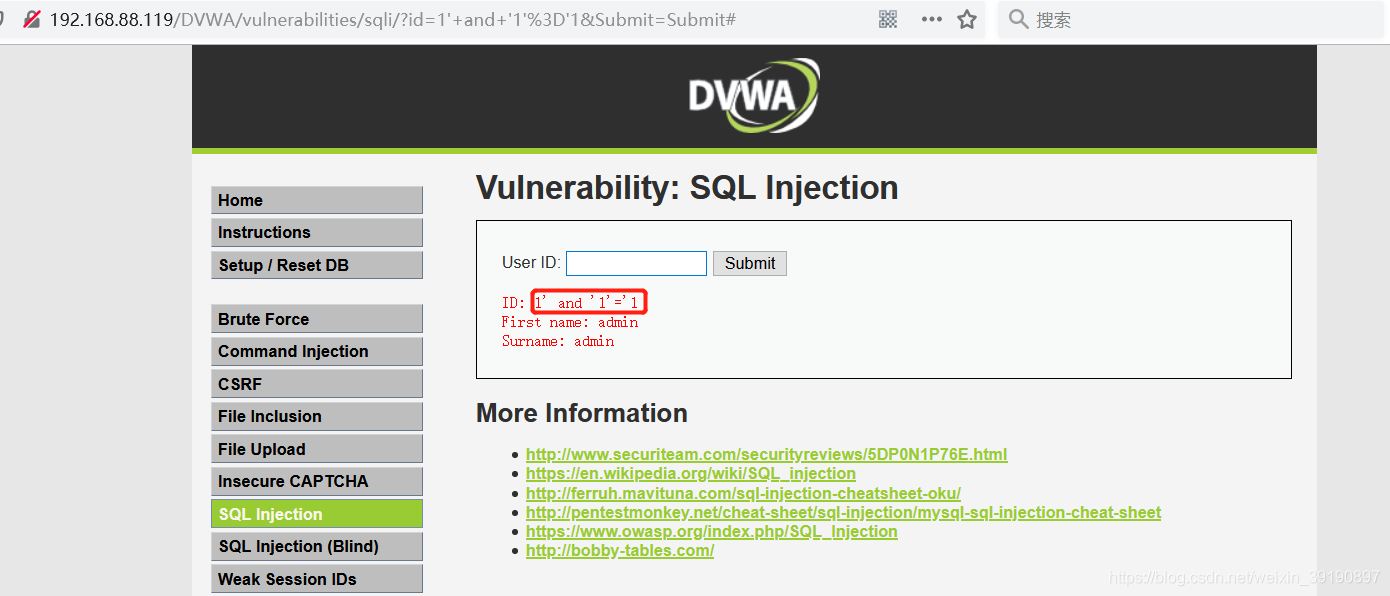 192.168.88.119/DVWA/vulnerabilities/sqli/?id=1'+and+'1'%3D'1&Submit=Submit#
搜索
DVWA
Home
Instructions
Setup / Reset DB
Brute Force
Command Injection
CSRF
File Inclusion
File Upload
Insecure CAPTCHA
SQL Injection
SQL Injection (Blind)
Weak Session IDs
Vulnerability: SQL Injection
User ID: Submit
ID: 1' and '1'='1
First name: admin
Surname: admin
More Information
http://www.securiteam.com/securityreviews/5DP0N1P76E.html
https://en.wikipedia.org/wiki/SQL_injection
http://ferruh.mavituna.com/sql-injection-cheatsheet-oku/
http://pentestmonkey.net/cheat-sheet/sql-injection/mysql-sql-injection-cheat-sheet
https://www.owasp.org/index.php/SQL_Injection
http://bobby-tables.com/
https://blog.csdn.net/weixin_39190897